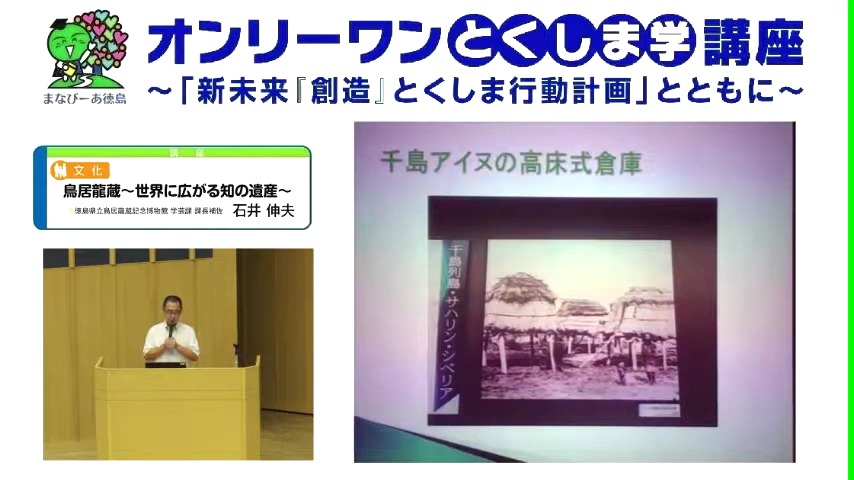 オンリーワンとくしま学講座
～「新未来『創造』とくしま行動計画」とともに～
まなびーあ徳島
講座
文化
鳥居龍蔵～世界に広がる知の遺産～
徳島県立鳥居龍蔵記念博物館 学芸課 課長補佐 石井 伸夫
千島アイヌの高床式倉庫
千島列島・サハリン・シベリア